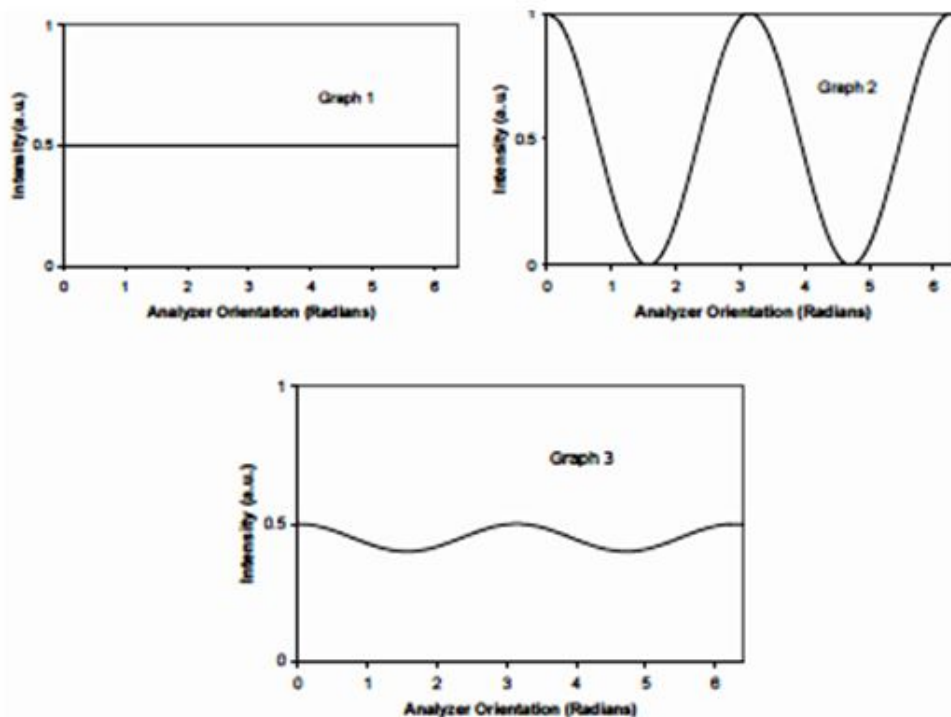 1
Graph 1
0.5
0
0 1 2 3 4 5 6
Intensity (a.u.)
Analyzer Orientation (Radians)
1
Graph 2
0.5
0
0 1 2 3 4 5 6
Intensity (a.u.)
Analyzer Orientation (Radians)
1
Graph 3
0.5
0
0 1 2 3 4 5 6
Intensity (a.u.)
Analyzer Orientation (Radians)